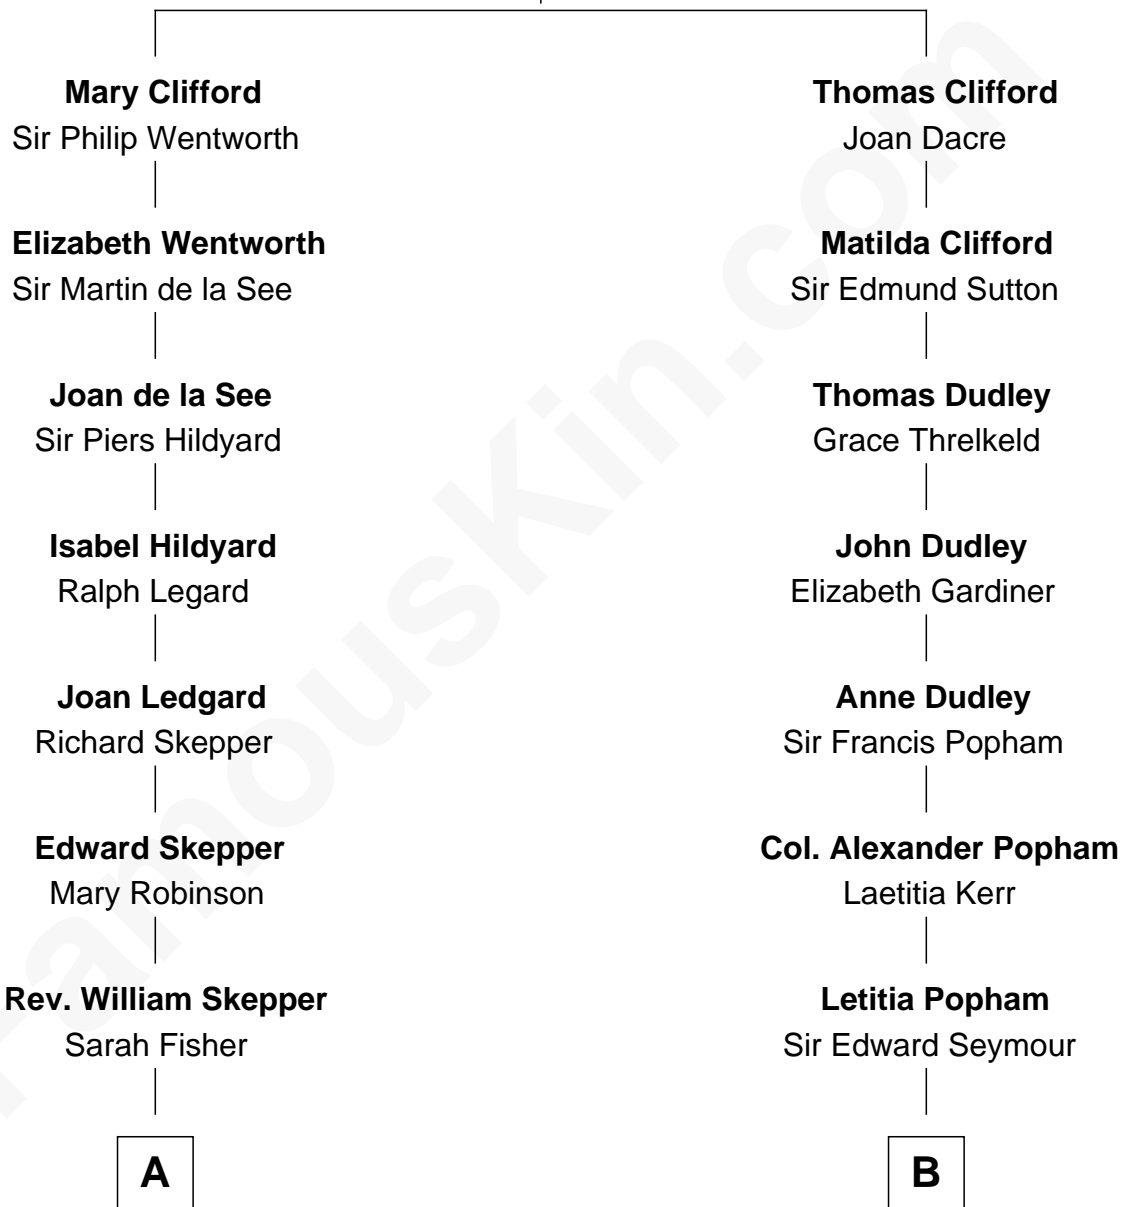 Mary Clifford
Sir Philip Wentworth
Elizabeth Wentworth
Sir Martin de la See
Joan de la See
Sir Piers Hildyard
Isabel Hildyard
Ralph Legard
Joan Ledgard
Richard Skepper
Edward Skepper
Mary Robinson
Rev. William Skepper
Sarah Fisher
A
Thomas Clifford
Joan Dacre
Matilda Clifford
Sir Edmund Sutton
Thomas Dudley
Grace Threlkeld
John Dudley
Elizabeth Gardiner
Anne Dudley
Sir Francis Popham
Col. Alexander Popham
Laetitia Kerr
Letitia Popham
Sir Edward Seymour
B
FamousKin.com